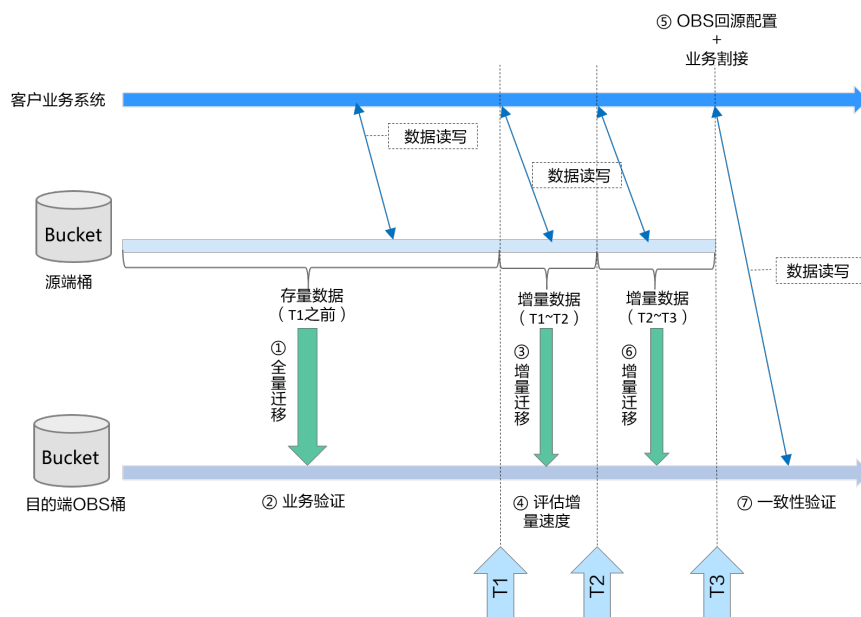 ⑤ OBS回源配置
+
业务割接
客户业务系统
数据读写
数据读写
Bucket
源端桶
数据读写
存量数据
（T1之前）
增量数据
（T1~T2）
增量数据
（T2~T3）
①全量迁移
③增量迁移
⑥增量迁移
Bucket
目的端OBS桶
② 业务验证
④ 评估增
量速度
⑦ 一致性验证
T1
T2
T3